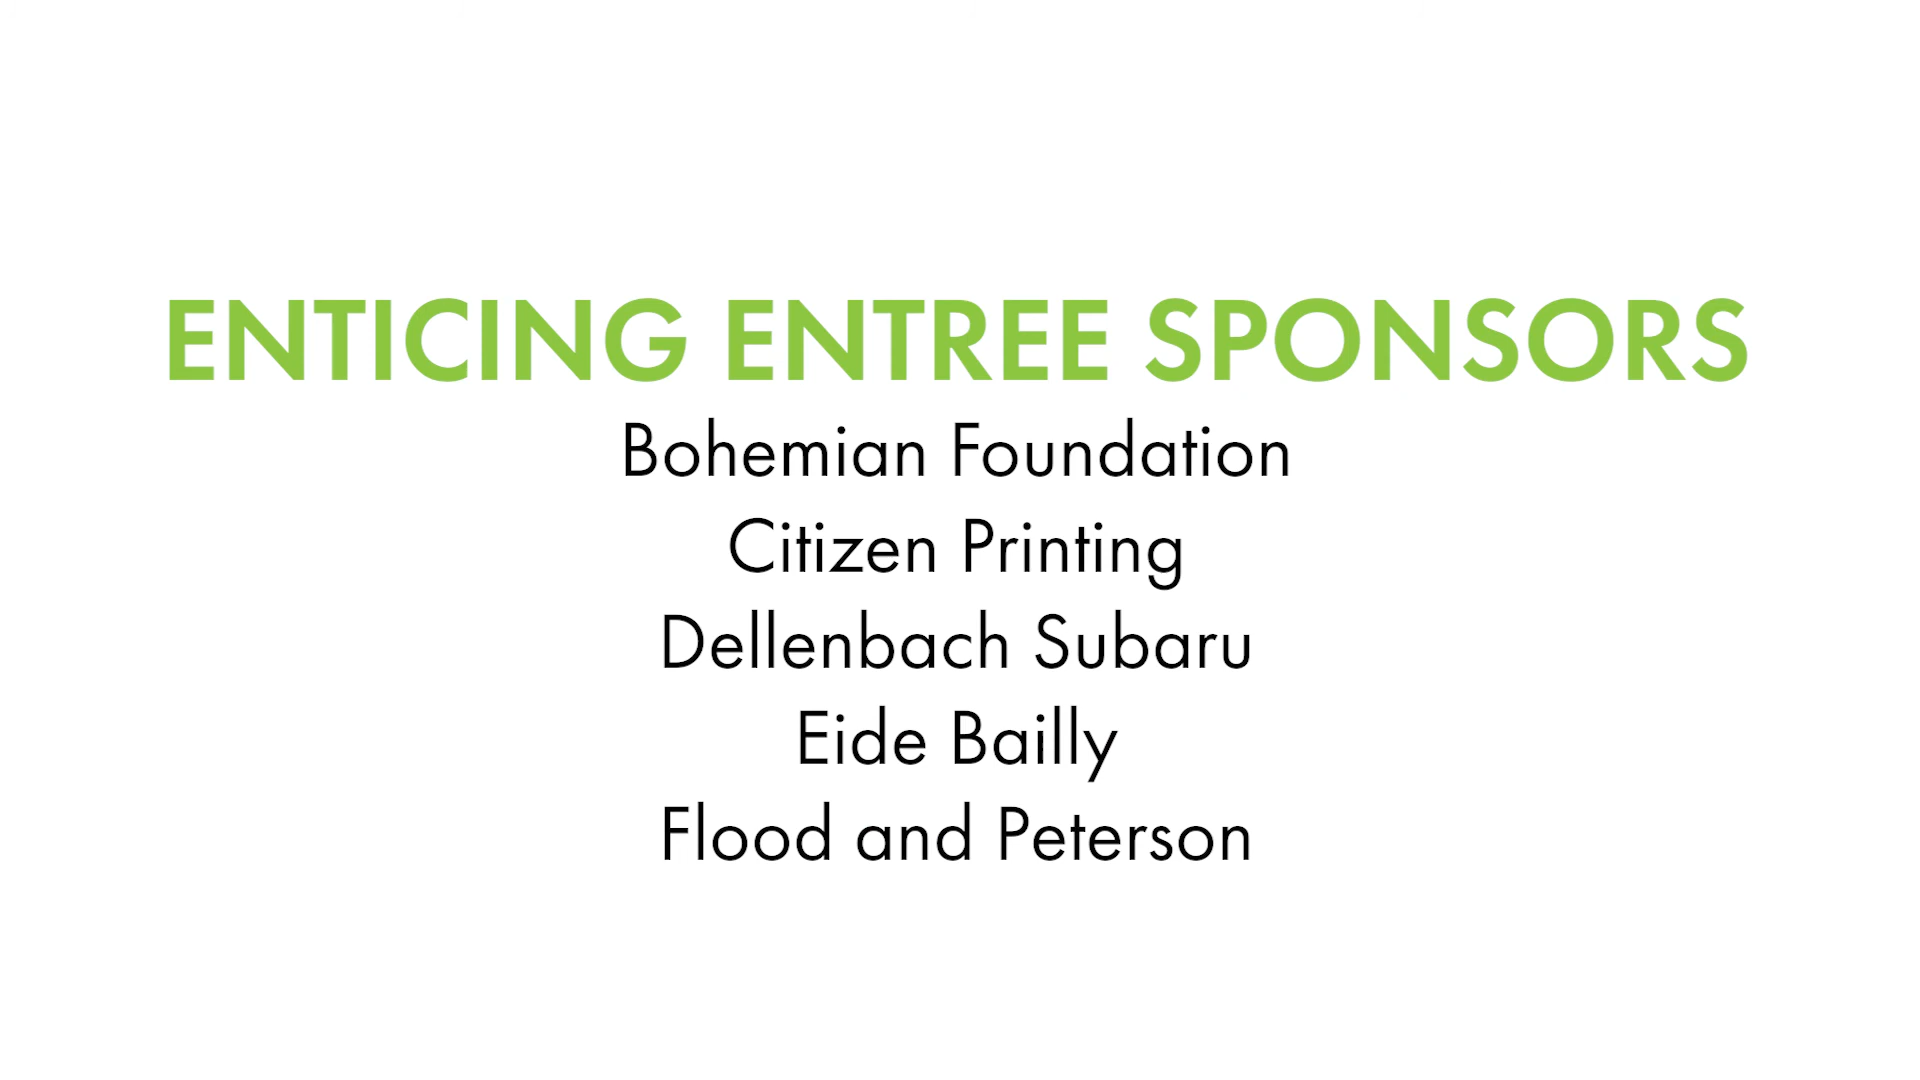 ENTICING ENTREE SPONSORS
Bohemian Foundation
Citizen Printing
Dellenbach Subaru
Eide Bailly
Flood and Peterson